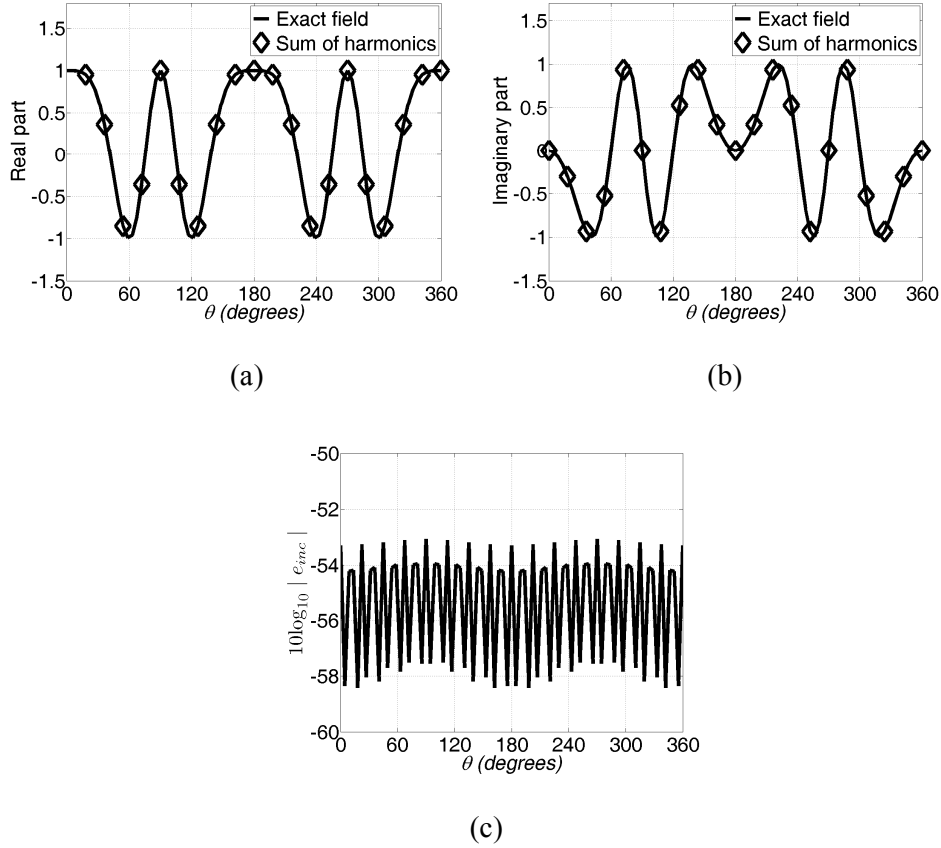 Exact field
Sum of harmonics
Real part
1.5
1
0.5
0
-0.5
-1
-1.5
0 60 120 180 240 300 360
θ (degrees)
(a)
Exact field
Sum of harmonics
Imaginary part
1.5
1
0.5
0
-0.5
-1
-1.5
0 60 120 180 240 300 360
θ (degrees)
(b)
10log10 | e_inc |
-50
-52
-54
-56
-58
-60
0 60 120 180 240 300 360
θ (degrees)
(c)